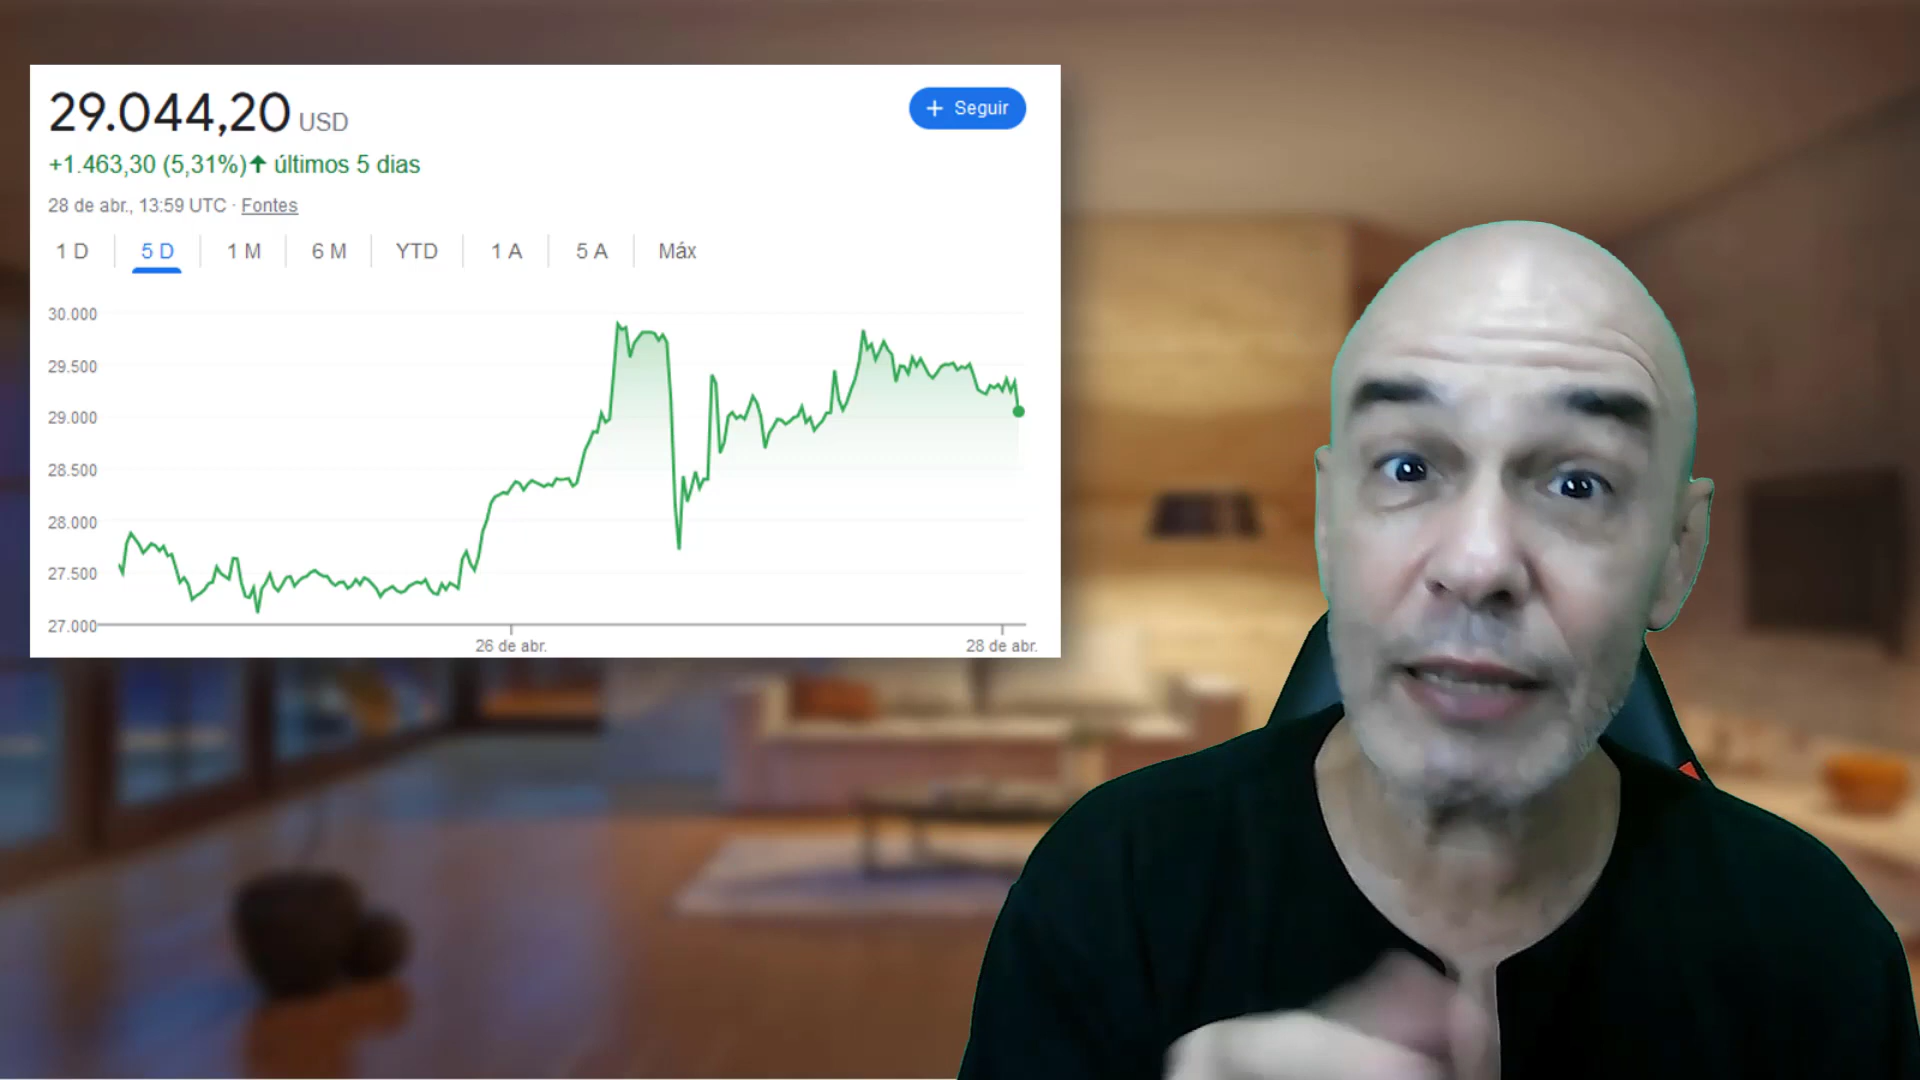 29.044,20 USD
+ Seguir
+1.463,30 (5,31%)↑ últimos 5 dias
28 de abr., 13:59 UTC · Fontes
1 D 5 D 1 M 6 M YTD 1 A 5 A Máx
30.000
29.500
29.000
28.500
28.000
27.500
27.000
26 de abr. 28 de abr.